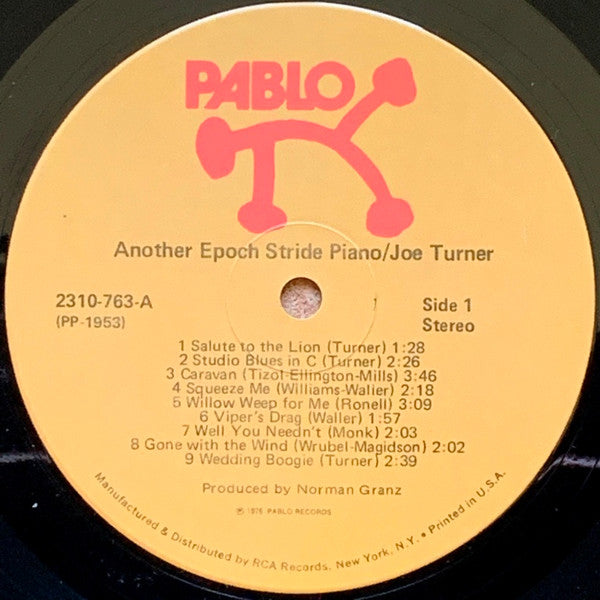 PABLO
Another Epoch Stride Piano/Joe Turner
2310-763-A
(PP-1953)
Side 1
Stereo
1 Salute to the Lion (Turner) 1:28
2 Studio Blues in C (Turner) 2:26
3 Caravan (Tizol-Ellington-Mills) 3:46
4 Squeeze Me (Williams-Waller) 2:18
5 Willow Weep for Me (Ronell) 3:09
6 Viper's Drag (Waller) 1:57
7 Well You Needn't (Monk) 2:03
8 Gone with the Wind (Wrubel-Magidson) 2:02
9 Wedding Boogie (Turner) 2:39
Produced by Norman Granz
℗ 1976 PABLO RECORDS
Manufactured & Distributed by RCA Records, New York, N.Y. • Printed in U.S.A.